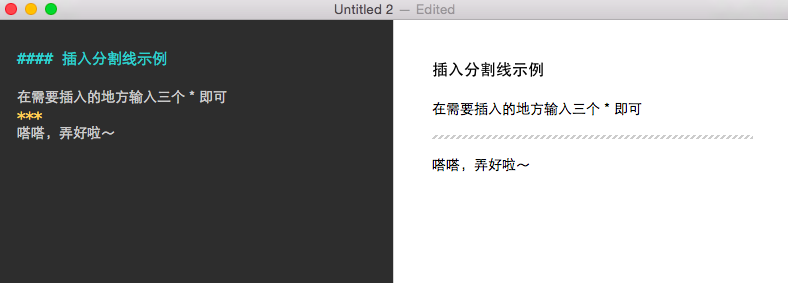 Untitled 2 — Edited
#### 插入分割线示例
在需要插入的地方输入三个 * 即可
***
嗒嗒，弄好啦～
插入分割线示例
在需要插入的地方输入三个 * 即可
嗒嗒，弄好啦～